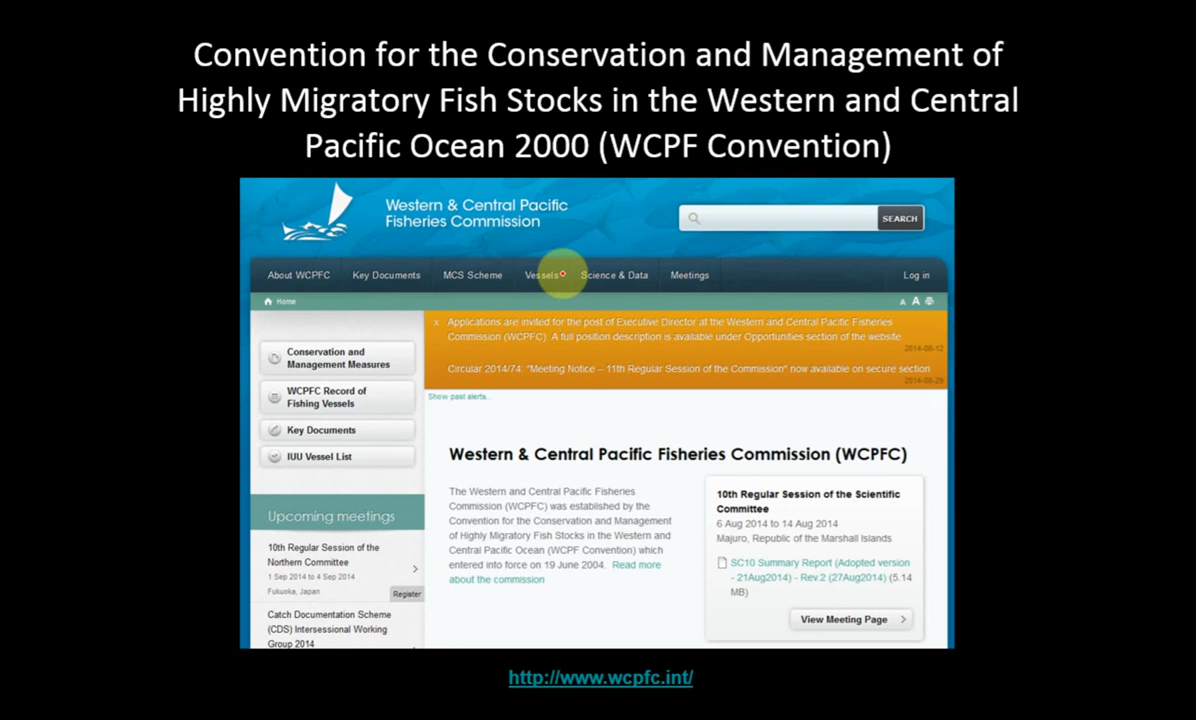 Convention for the Conservation and Management of
Highly Migratory Fish Stocks in the Western and Central
Pacific Ocean 2000 (WCPF Convention)
Western & Central Pacific
Fisheries Commission
SEARCH
About WCPFC Key Documents MCS Scheme Vessels Science & Data Meetings Log in
Home A A
x Applications are invited for the post of Executive Director at the Western and Central Pacific Fisheries
Commission (WCPFC). A full position description is available under Opportunities section of the website
2014-08-12
Circular 2014/74: "Meeting Notice – 11th Regular Session of the Commission" now available on secure section
2014-08-29
Show past alerts...
Conservation and
Management Measures
WCPFC Record of
Fishing Vessels
Key Documents
IUU Vessel List
Upcoming meetings
10th Regular Session of the
Northern Committee
1 Sep 2014 to 4 Sep 2014
Fukuoka, Japan
Register
Catch Documentation Scheme
(CDS) Intersessional Working
Group 2014
Western & Central Pacific Fisheries Commission (WCPFC)
The Western and Central Pacific Fisheries
Commission (WCPFC) was established by the
Convention for the Conservation and Management
of Highly Migratory Fish Stocks in the Western and
Central Pacific Ocean (WCPF Convention) which
entered into force on 19 June 2004. Read more
about the commission
10th Regular Session of the Scientific
Committee
6 Aug 2014 to 14 Aug 2014
Majuro, Republic of the Marshall Islands
SC10 Summary Report (Adopted version
- 21Aug2014) - Rev.2 (27Aug2014) (5.14
MB)
View Meeting Page
http://www.wcpfc.int/